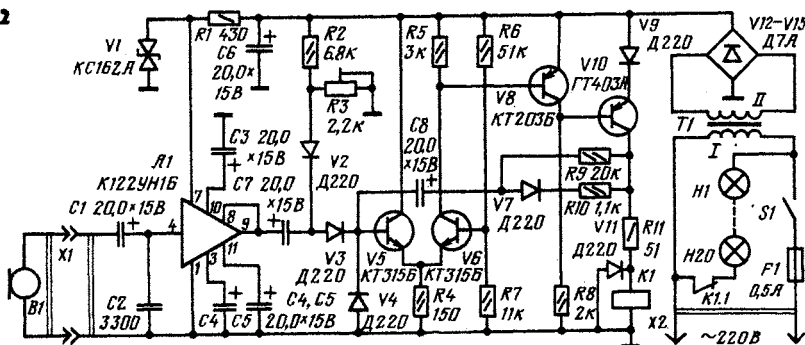 2
V1
КС162А
R1 430
C6
20,0×
15В
R2
6,8к
R3
2,2к
R5
3к
R6
51к
V8
КТ203Б
V9
Д220
V10
ГТ403А
V12-V15
Д7А
T1
II
I
C3 20,0
×15В
A1
К122УН1Б
C7 20,0
×15В
V2
Д220
C8
20,0
×15В
R9 20к
V7
Д220
R10 1,1к
V11
Д220
R11
51
H1
H20
S1
F1
0,5А
C1 20,0×15В
4
7
10
8
9
11
1
3
X1
B1
C2
3300
C4
C5
C4, C5
20,0×15В
V3
Д220
V4
Д220
V5
КТ315Б
V6
КТ315Б
R4
150
R7
11к
R8
2к
K1
K1.1
X2
~220В